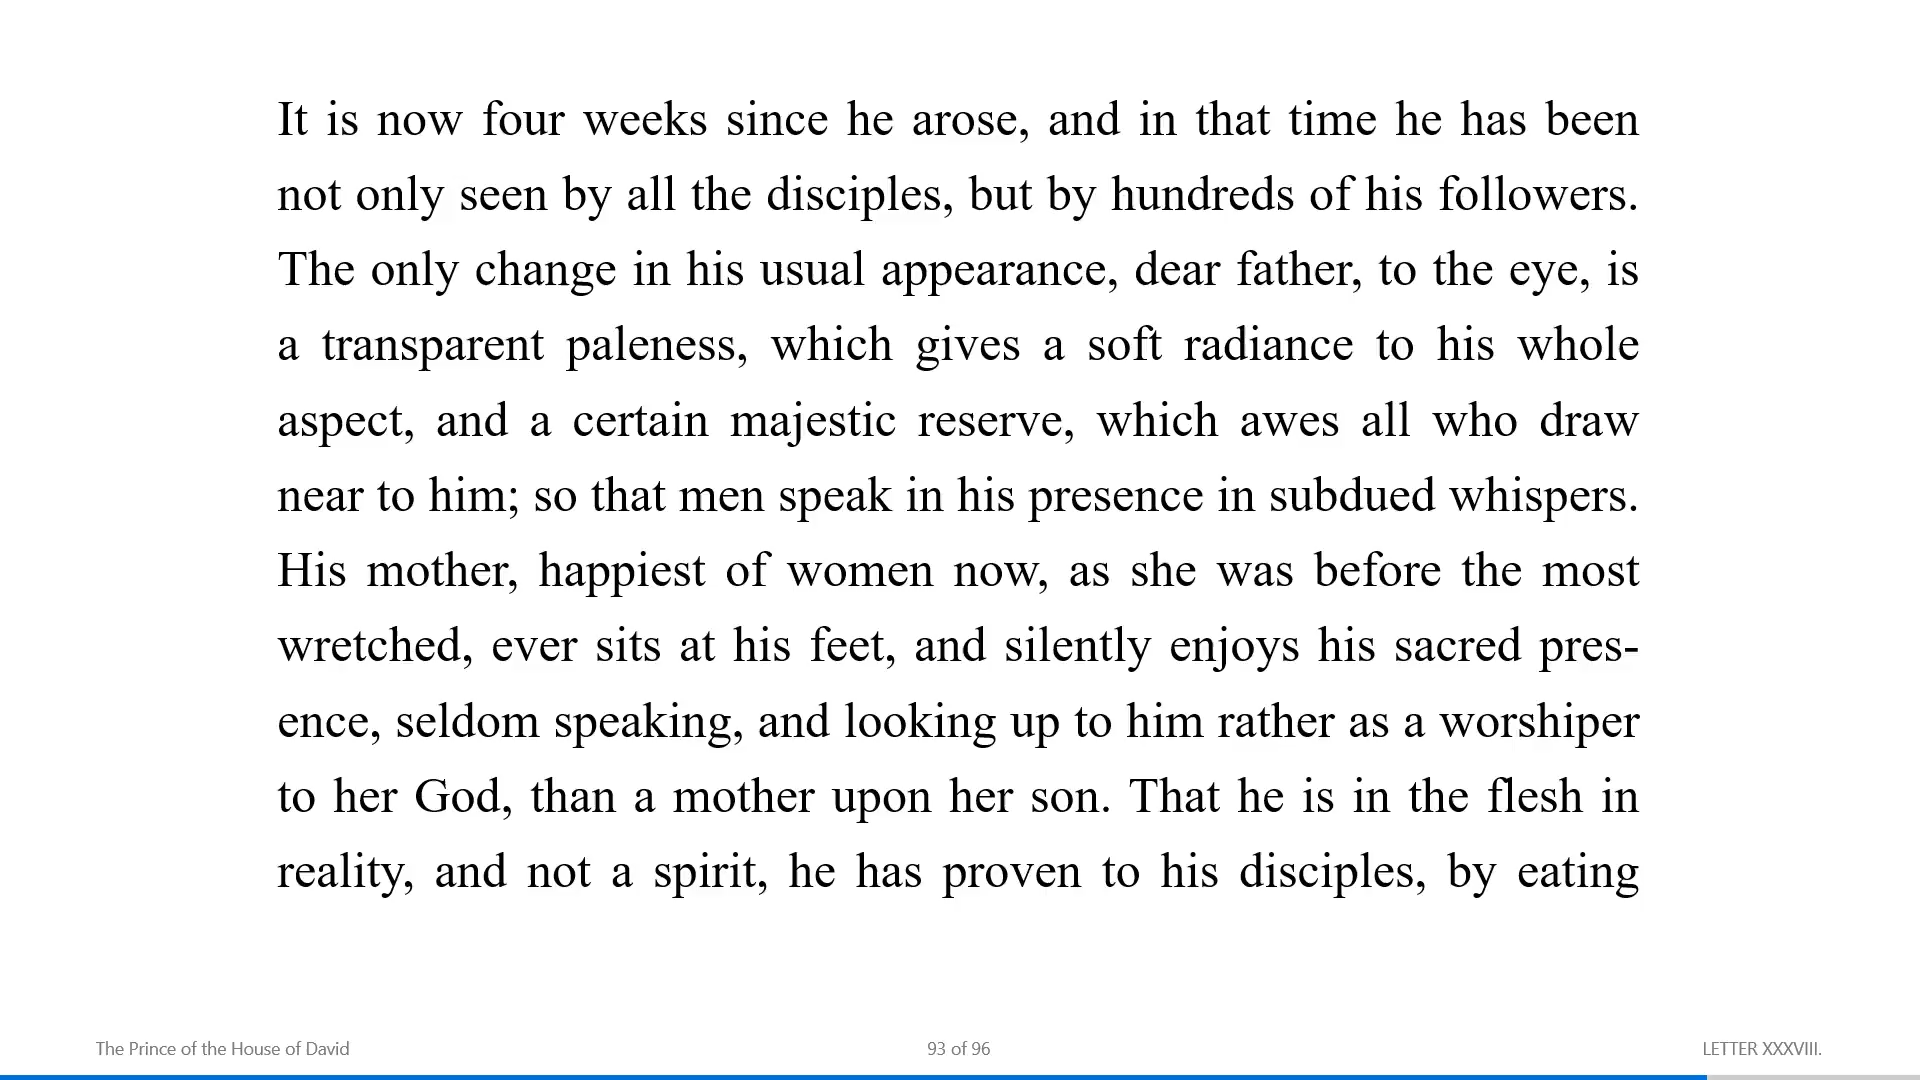 It is now four weeks since he arose, and in that time he has been
not only seen by all the disciples, but by hundreds of his followers.
The only change in his usual appearance, dear father, to the eye, is
a transparent paleness, which gives a soft radiance to his whole
aspect, and a certain majestic reserve, which awes all who draw
near to him; so that men speak in his presence in subdued whispers.
His mother, happiest of women now, as she was before the most
wretched, ever sits at his feet, and silently enjoys his sacred pres-
ence, seldom speaking, and looking up to him rather as a worshiper
to her God, than a mother upon her son. That he is in the flesh in
reality, and not a spirit, he has proven to his disciples, by eating
The Prince of the House of David
93 of 96
LETTER XXXVIII.